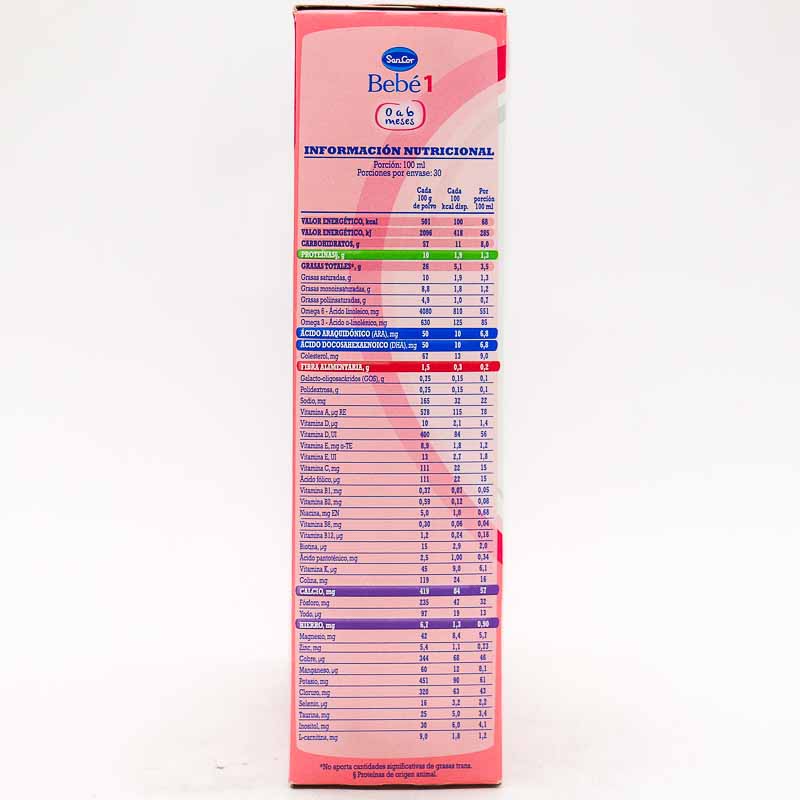 SanCor
Bebé 1
0 a 6
meses
INFORMACIÓN NUTRICIONAL
Porción: 100 ml
Porciones por envase: 30
Cada 100 g de polvo Cada 100 kcal disp. Por porción 100 ml
VALOR ENERGÉTICO, kcal 501 100 68
VALOR ENERGÉTICO, kJ 2096 418 285
CARBOHIDRATOS, g 57 11 8,0
PROTEÍNAS§, g 10 1,9 1,3
GRASAS TOTALES*, g 26 5,1 3,5
Grasas saturadas, g 10 1,9 1,3
Grasas monoinsaturadas, g 8,8 1,8 1,2
Grasas poliinsaturadas, g 4,9 1,0 0,7
Omega 6 - Ácido linoleico, mg 4080 810 551
Omega 3 - Ácido α-linolénico, mg 630 125 85
ÁCIDO ARAQUIDÓNICO (ARA), mg 50 10 6,8
ÁCIDO DOCOSAHEXAENOICO (DHA), mg 50 10 6,8
Colesterol, mg 67 13 9,0
FIBRA ALIMENTARIA, g 1,5 0,3 0,2
Galacto-oligosacáridos (GOS), g 0,75 0,15 0,1
Polidextrosa, g 0,75 0,15 0,1
Sodio, mg 165 32 22
Vitamina A, µg RE 578 115 78
Vitamina D, µg 10 2,1 1,4
Vitamina D, UI 400 84 56
Vitamina E, mg α-TE 8,9 1,8 1,2
Vitamina E, UI 13 2,7 1,8
Vitamina C, mg 111 22 15
Ácido fólico, µg 111 22 15
Vitamina B1, mg 0,37 0,07 0,05
Vitamina B2, mg 0,59 0,12 0,08
Niacina, mg EN 5,0 1,0 0,68
Vitamina B6, mg 0,30 0,06 0,04
Vitamina B12, µg 1,2 0,24 0,16
Biotina, µg 15 2,9 2,0
Ácido pantoténico, mg 2,5 1,00 0,34
Vitamina K, µg 45 9,0 6,1
Colina, mg 119 24 16
CALCIO, mg 419 84 57
Fósforo, mg 235 47 32
Yodo, µg 97 19 13
HIERRO, mg 6,7 1,3 0,90
Magnesio, mg 42 8,4 5,7
Zinc, mg 5,4 1,1 0,73
Cobre, µg 344 68 46
Manganeso, µg 60 12 8,1
Potasio, mg 451 90 61
Cloruro, mg 320 63 43
Selenio, µg 16 3,2 2,2
Taurina, mg 25 5,0 3,4
Inositol, mg 30 6,0 4,1
L-carnitina, mg 9,0 1,8 1,2
*No aporta cantidades significativas de grasas trans.
§ Proteínas de origen animal.